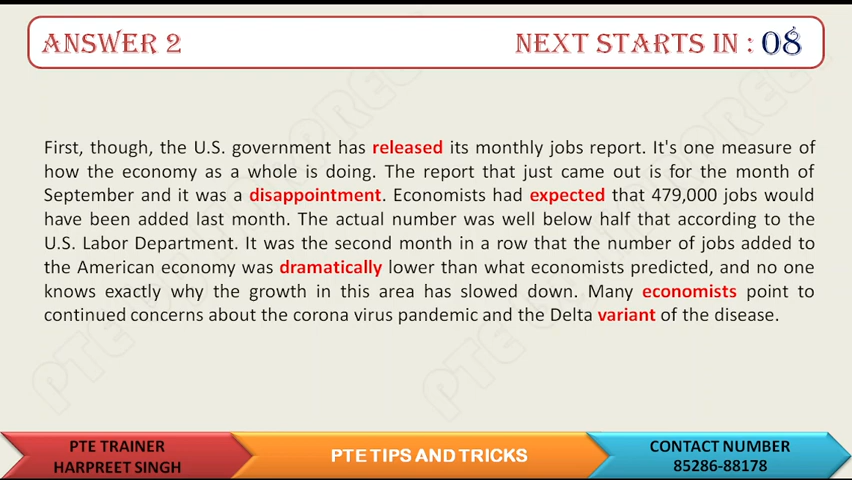 ANSWER 2
NEXT STARTS IN : 08
First, though, the U.S. government has released its monthly jobs report. It's one measure of
how the economy as a whole is doing. The report that just came out is for the month of
September and it was a disappointment. Economists had expected that 479,000 jobs would
have been added last month. The actual number was well below half that according to the
U.S. Labor Department. It was the second month in a row that the number of jobs added to
the American economy was dramatically lower than what economists predicted, and no one
knows exactly why the growth in this area has slowed down. Many economists point to
continued concerns about the corona virus pandemic and the Delta variant of the disease.
PTE TRAINER
HARPREET SINGH
PTE TIPS AND TRICKS
CONTACT NUMBER
85286-88178